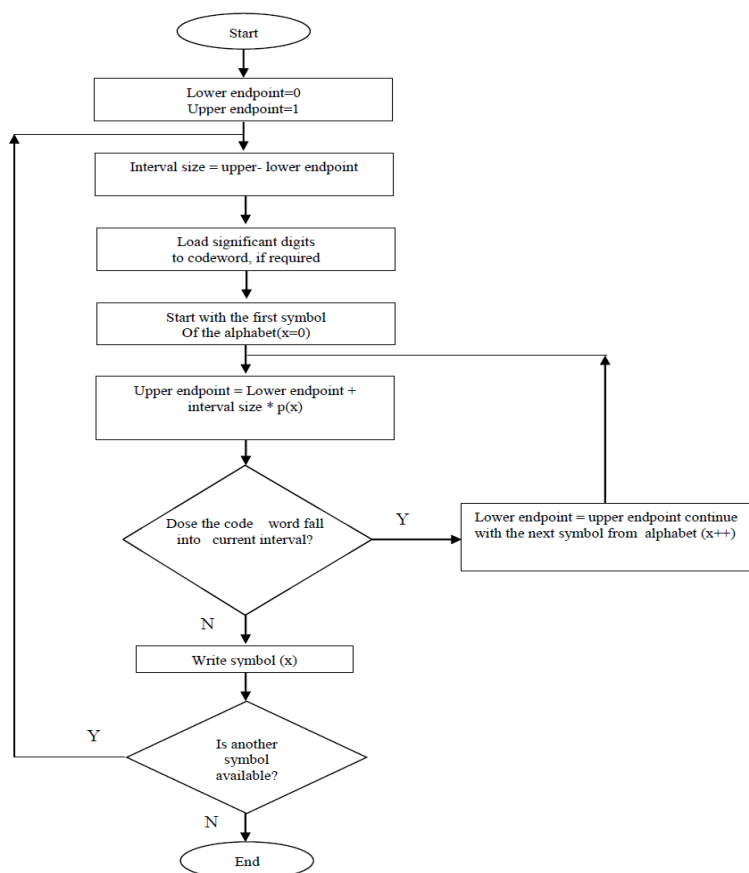 Start
Lower endpoint=0
Upper endpoint=1
Interval size = upper- lower endpoint
Load significant digits
to codeword, if required
Start with the first symbol
Of the alphabet(x=0)
Upper endpoint = Lower endpoint +
interval size * p(x)
Dose the code word fall
into current interval?
Y
Lower endpoint = upper endpoint continue
with the next symbol from alphabet (x++)
N
Write symbol (x)
Y
Is another
symbol
available?
N
End